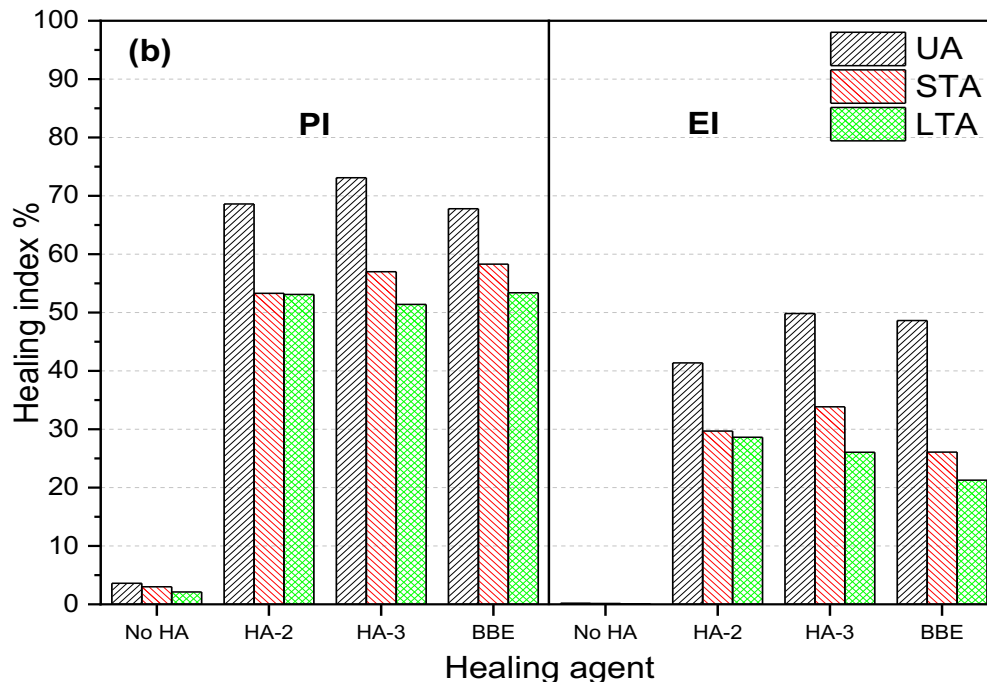 (b)
PI
EI
UA
STA
LTA
Healing index %
100
90
80
70
60
50
40
30
20
10
0
No HA HA-2 HA-3 BBE No HA HA-2 HA-3 BBE
Healing agent